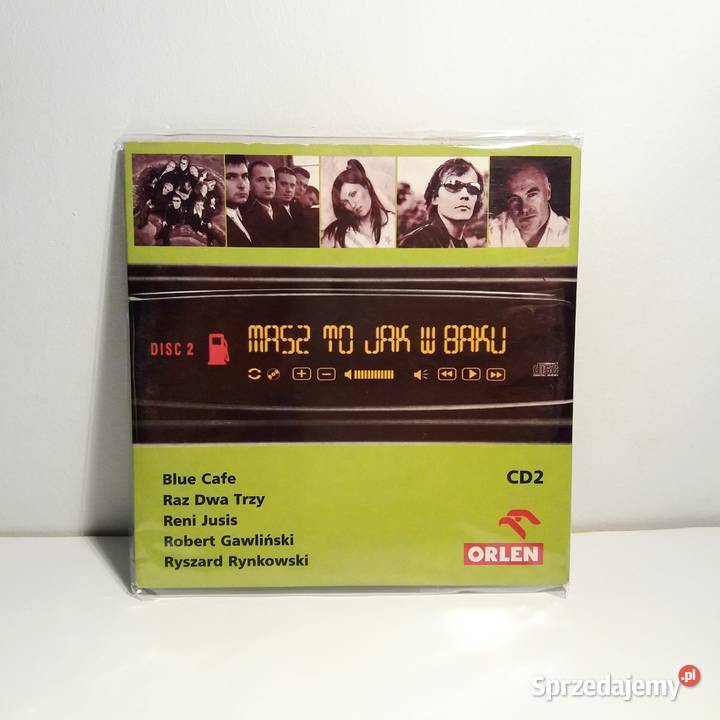 DISC 2
MASZ TO JAK W BAKU
Blue Cafe
Raz Dwa Trzy
Reni Jusis
Robert Gawliński
Ryszard Rynkowski
CD2
ORLEN
Sprzedajemy.pl